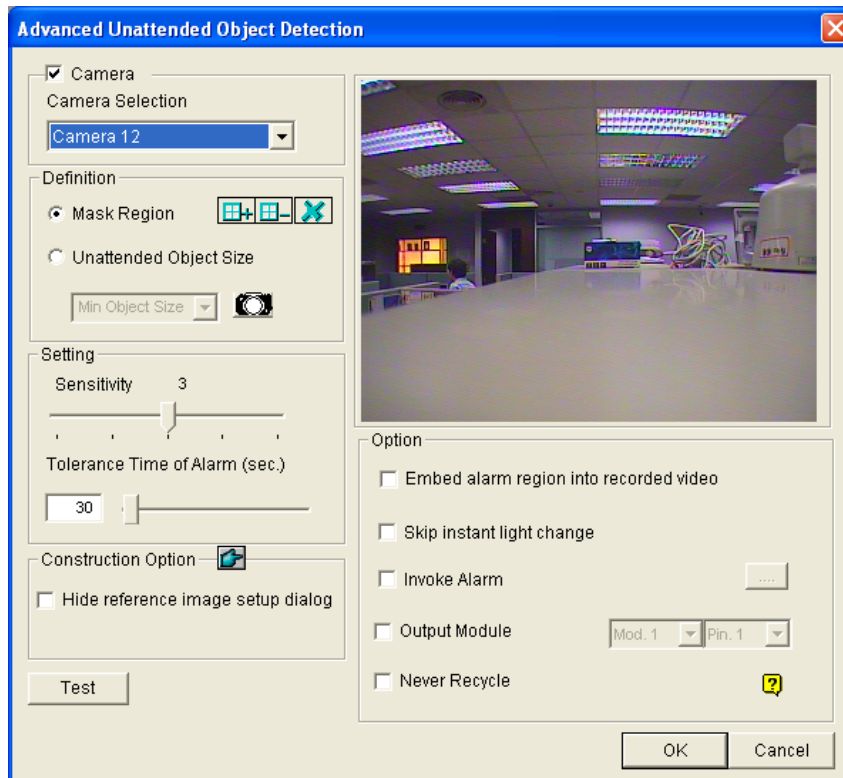 Advanced Unattended Object Detection
Camera
Camera Selection
Camera 12
Definition
Mask Region
Unattended Object Size
Min Object Size
Setting
Sensitivity 3
Tolerance Time of Alarm (sec.)
30
Construction Option
Hide reference image setup dialog
Test
Option
Embed alarm region into recorded video
Skip instant light change
Invoke Alarm
....
Output Module
Mod. 1
Pin. 1
Never Recycle
?
OK
Cancel